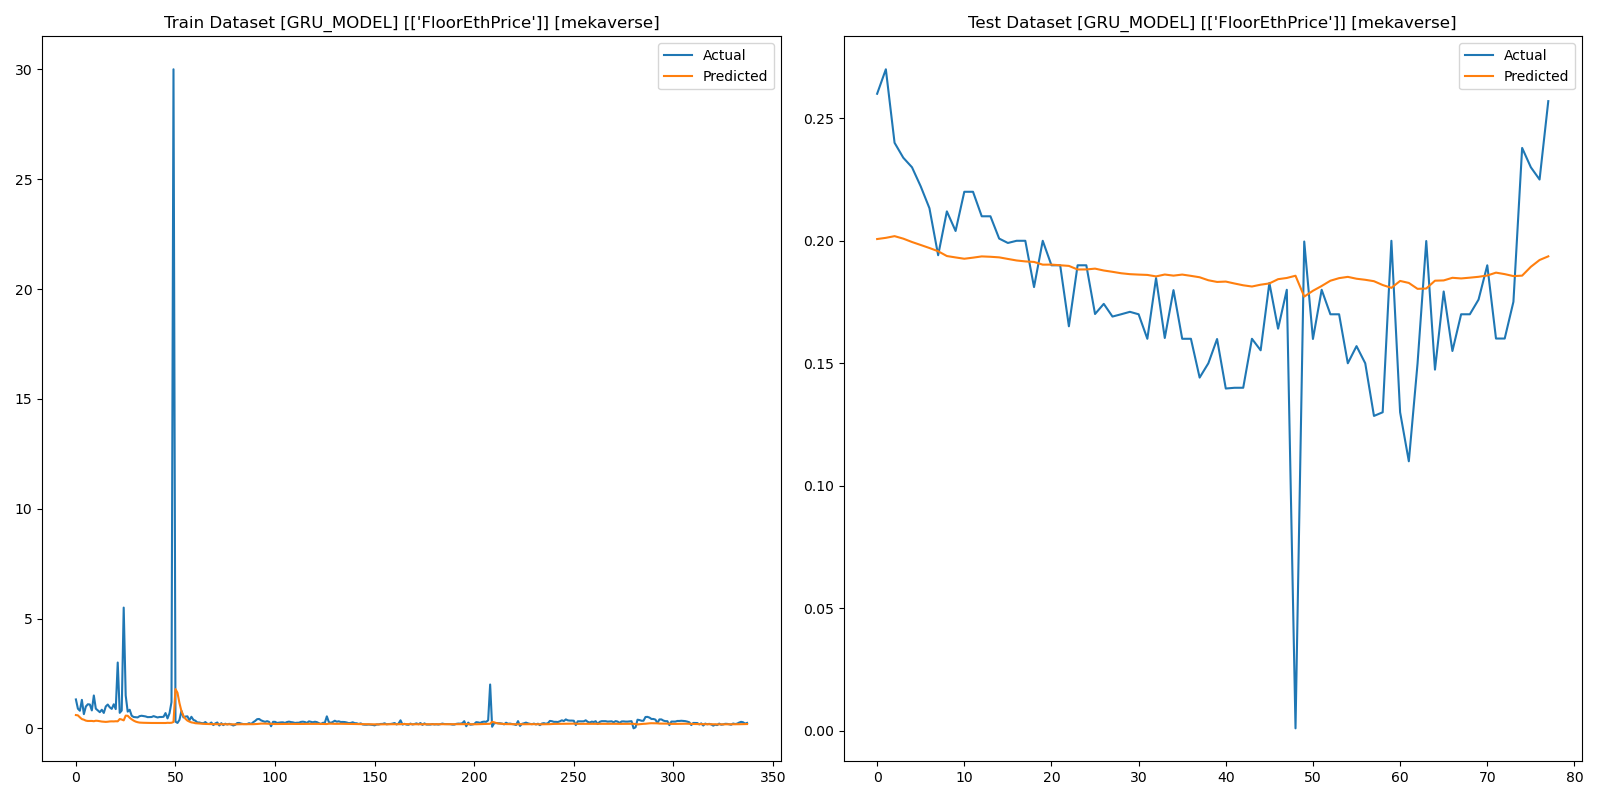 Train Dataset [GRU_MODEL] [['FloorEthPrice']] [mekaverse]
Actual
Predicted
30
25
20
15
10
5
0
0 50 100 150 200 250 300 350
Test Dataset [GRU_MODEL] [['FloorEthPrice']] [mekaverse]
Actual
Predicted
0.25
0.20
0.15
0.10
0.05
0.00
0 10 20 30 40 50 60 70 80